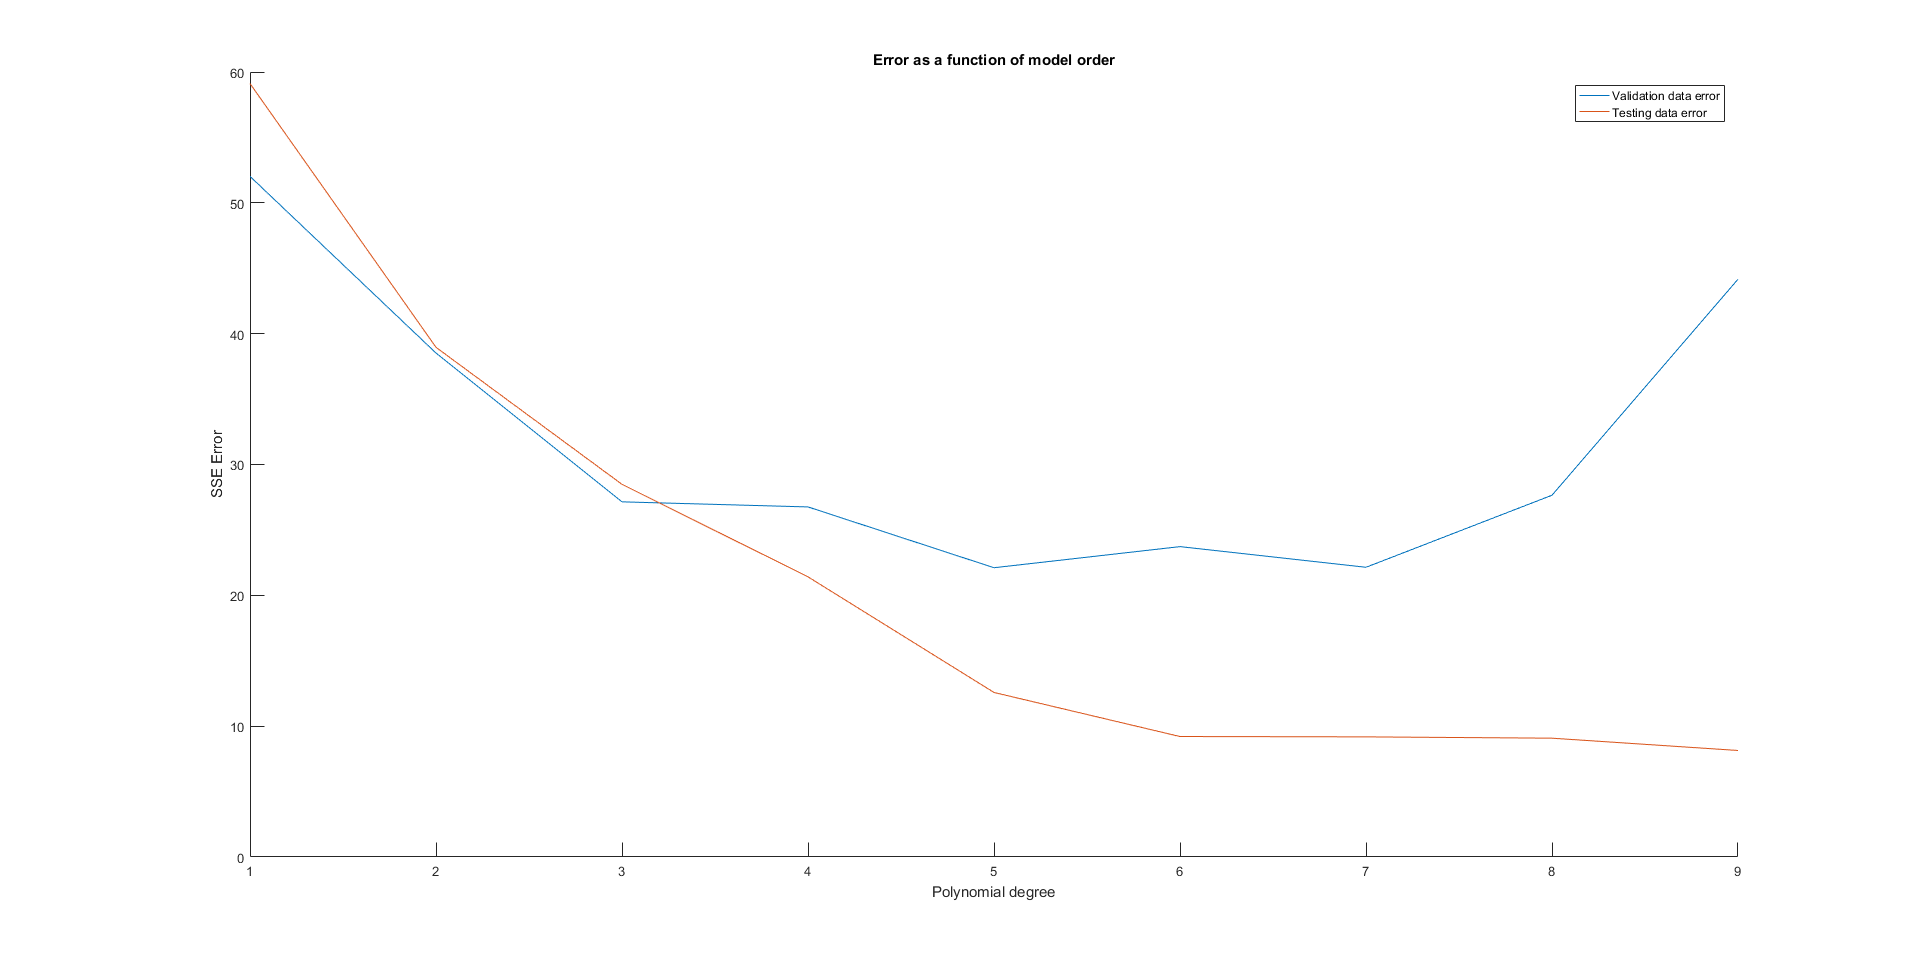 Error as a function of model order
Validation data error
Testing data error
60
50
40
30
20
10
0
SSE Error
1 2 3 4 5 6 7 8 9
Polynomial degree